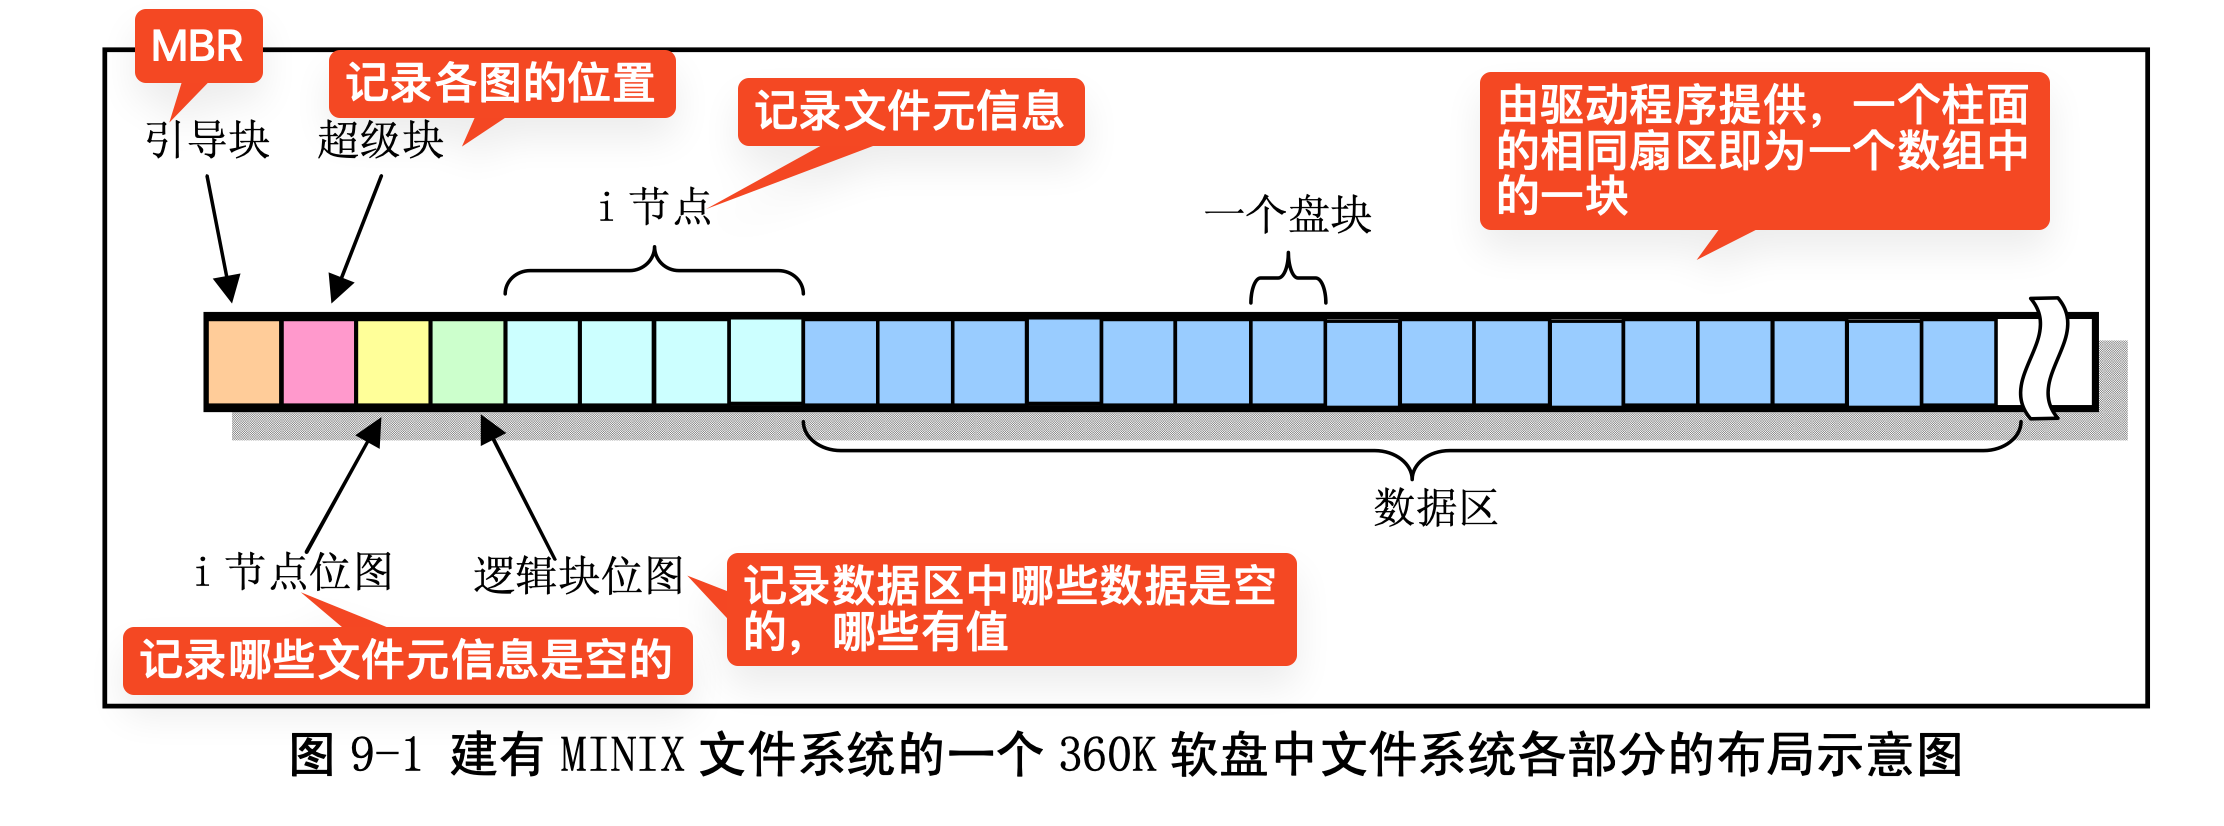 MBR
记录各图的位置
记录文件元信息
由驱动程序提供，一个柱面
的相同扇区即为一个数组中
的一块
引导块
超级块
i 节点
一个盘块
数据区
i 节点位图
逻辑块位图
记录数据区中哪些数据是空
的，哪些有值
记录哪些文件元信息是空的
图 9-1 建有 MINIX 文件系统的一个 360K 软盘中文件系统各部分的布局示意图